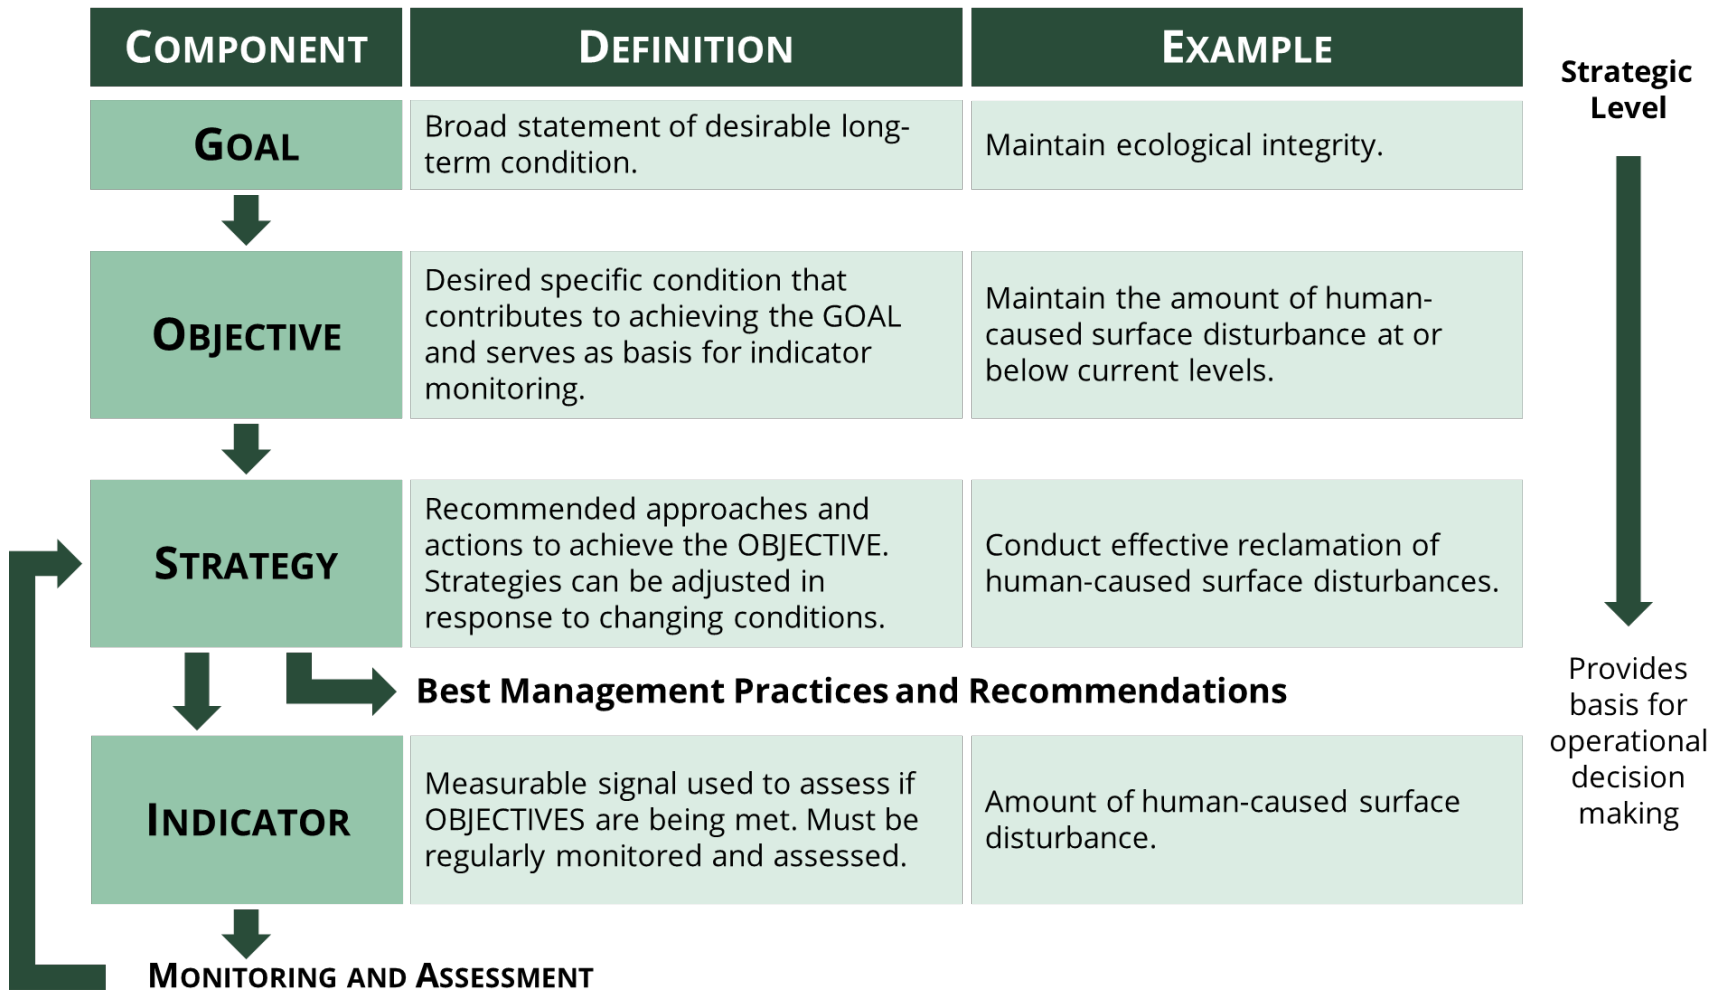 COMPONENT
DEFINITION
EXAMPLE
Strategic
Level
GOAL
Broad statement of desirable long-
term condition.
Maintain ecological integrity.
OBJECTIVE
Desired specific condition that
contributes to achieving the GOAL
and serves as basis for indicator
monitoring.
Maintain the amount of human-
caused surface disturbance at or
below current levels.
STRATEGY
Recommended approaches and
actions to achieve the OBJECTIVE.
Strategies can be adjusted in
response to changing conditions.
Conduct effective reclamation of
human-caused surface disturbances.
Best Management Practices and Recommendations
Provides
basis for
operational
decision
making
INDICATOR
Measurable signal used to assess if
OBJECTIVES are being met. Must be
regularly monitored and assessed.
Amount of human-caused surface
disturbance.
MONITORING AND ASSESSMENT